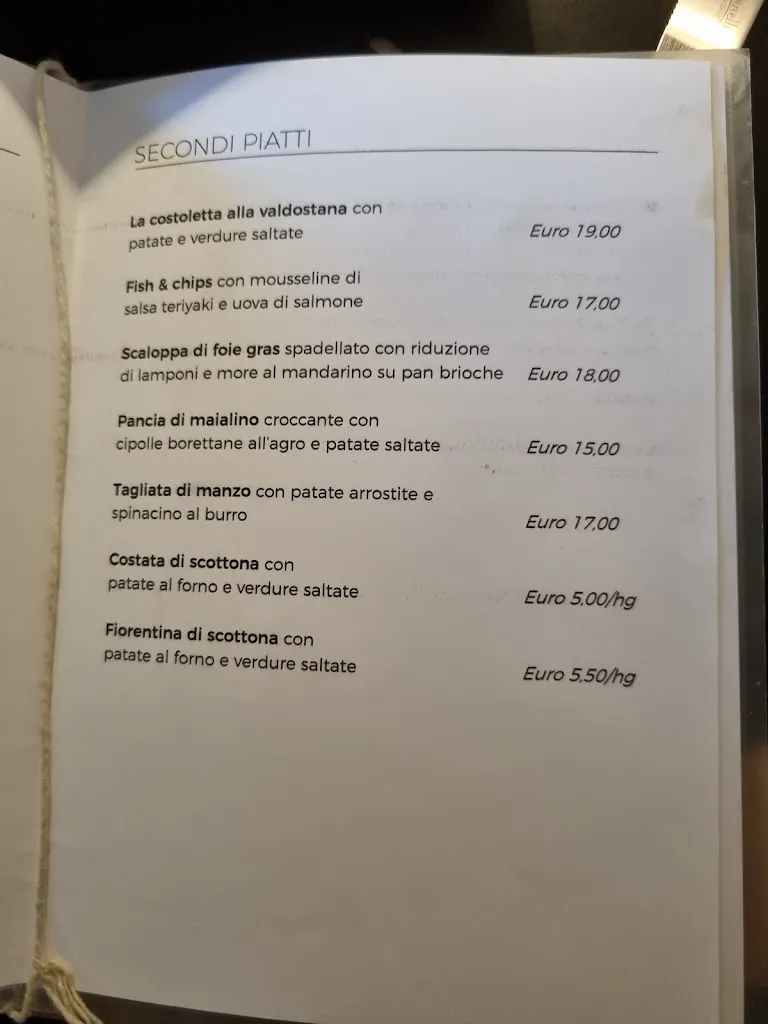 SECONDI PIATTI
La costoletta alla valdostana con
patate e verdure saltate
Euro 19,00
Fish & chips con mousseline di
salsa teriyaki e uova di salmone
Euro 17,00
Scaloppa di foie gras spadellato con riduzione
di lamponi e more al mandarino su pan brioche
Euro 18,00
Pancia di maialino croccante con
cipolle borettane all'agro e patate saltate
Euro 15,00
Tagliata di manzo con patate arrostite e
spinacino al burro
Euro 17,00
Costata di scottona con
patate al forno e verdure saltate
Euro 5,00/hg
Fiorentina di scottona con
patate al forno e verdure saltate
Euro 5,50/hg